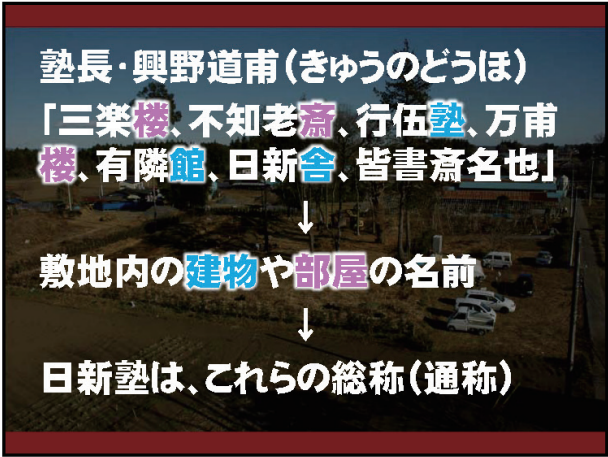 塾長・興野道甫（きゅうのどうほ）
「三楽楼、不知老斎、行伍塾、万甫
楼、有隣館、日新舎、皆書斎名也」
↓
敷地内の建物や部屋の名前
↓
日新塾は、これらの総称（通称）